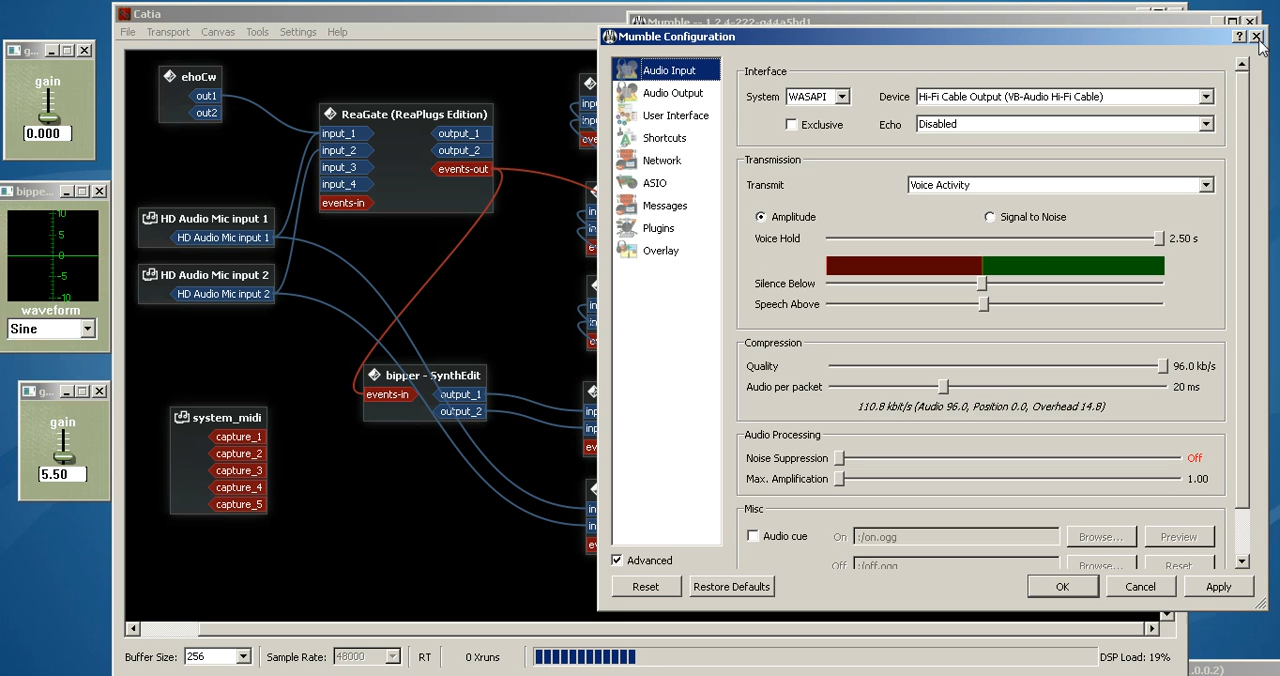 Catia
File Transport Canvas Tools Settings Help
g...
gain
0.000
bippe...
10
5
0
-5
-10
waveform
Sine
g...
gain
5.50
ehoCw
out1
out2
ReaGate (ReaPlugs Edition)
input_1 output_1
input_2 output_2
input_3 events-out
input_4
events-in
HD Audio Mic input 1
HD Audio Mic input 1
HD Audio Mic input 2
HD Audio Mic input 2
bipper - SynthEdit
events-in output_1
output_2
system_midi
capture_1
capture_2
capture_3
capture_4
capture_5
Buffer Size: 256 Sample Rate: 48000 RT 0 Xruns DSP Load: 19%
Mumble -- 1.2.4-222-g44a5bd1
Mumble Configuration
Audio Input
Audio Output
User Interface
Shortcuts
Network
ASIO
Messages
Plugins
Overlay
Advanced
Interface
System WASAPI Device Hi-Fi Cable Output (VB-Audio Hi-Fi Cable)
Exclusive Echo Disabled
Transmission
Transmit Voice Activity
Amplitude Signal to Noise
Voice Hold 2.50 s
Silence Below
Speech Above
Compression
Quality 96.0 kb/s
Audio per packet 20 ms
110.8 kbit/s (Audio 96.0, Position 0.0, Overhead 14.8)
Audio Processing
Noise Suppression Off
Max. Amplification 1.00
Misc
Audio cue On :/on.ogg Browse... Preview
Off :/off.ogg Browse... Reset
Reset Restore Defaults OK Cancel Apply
.0.0.2)